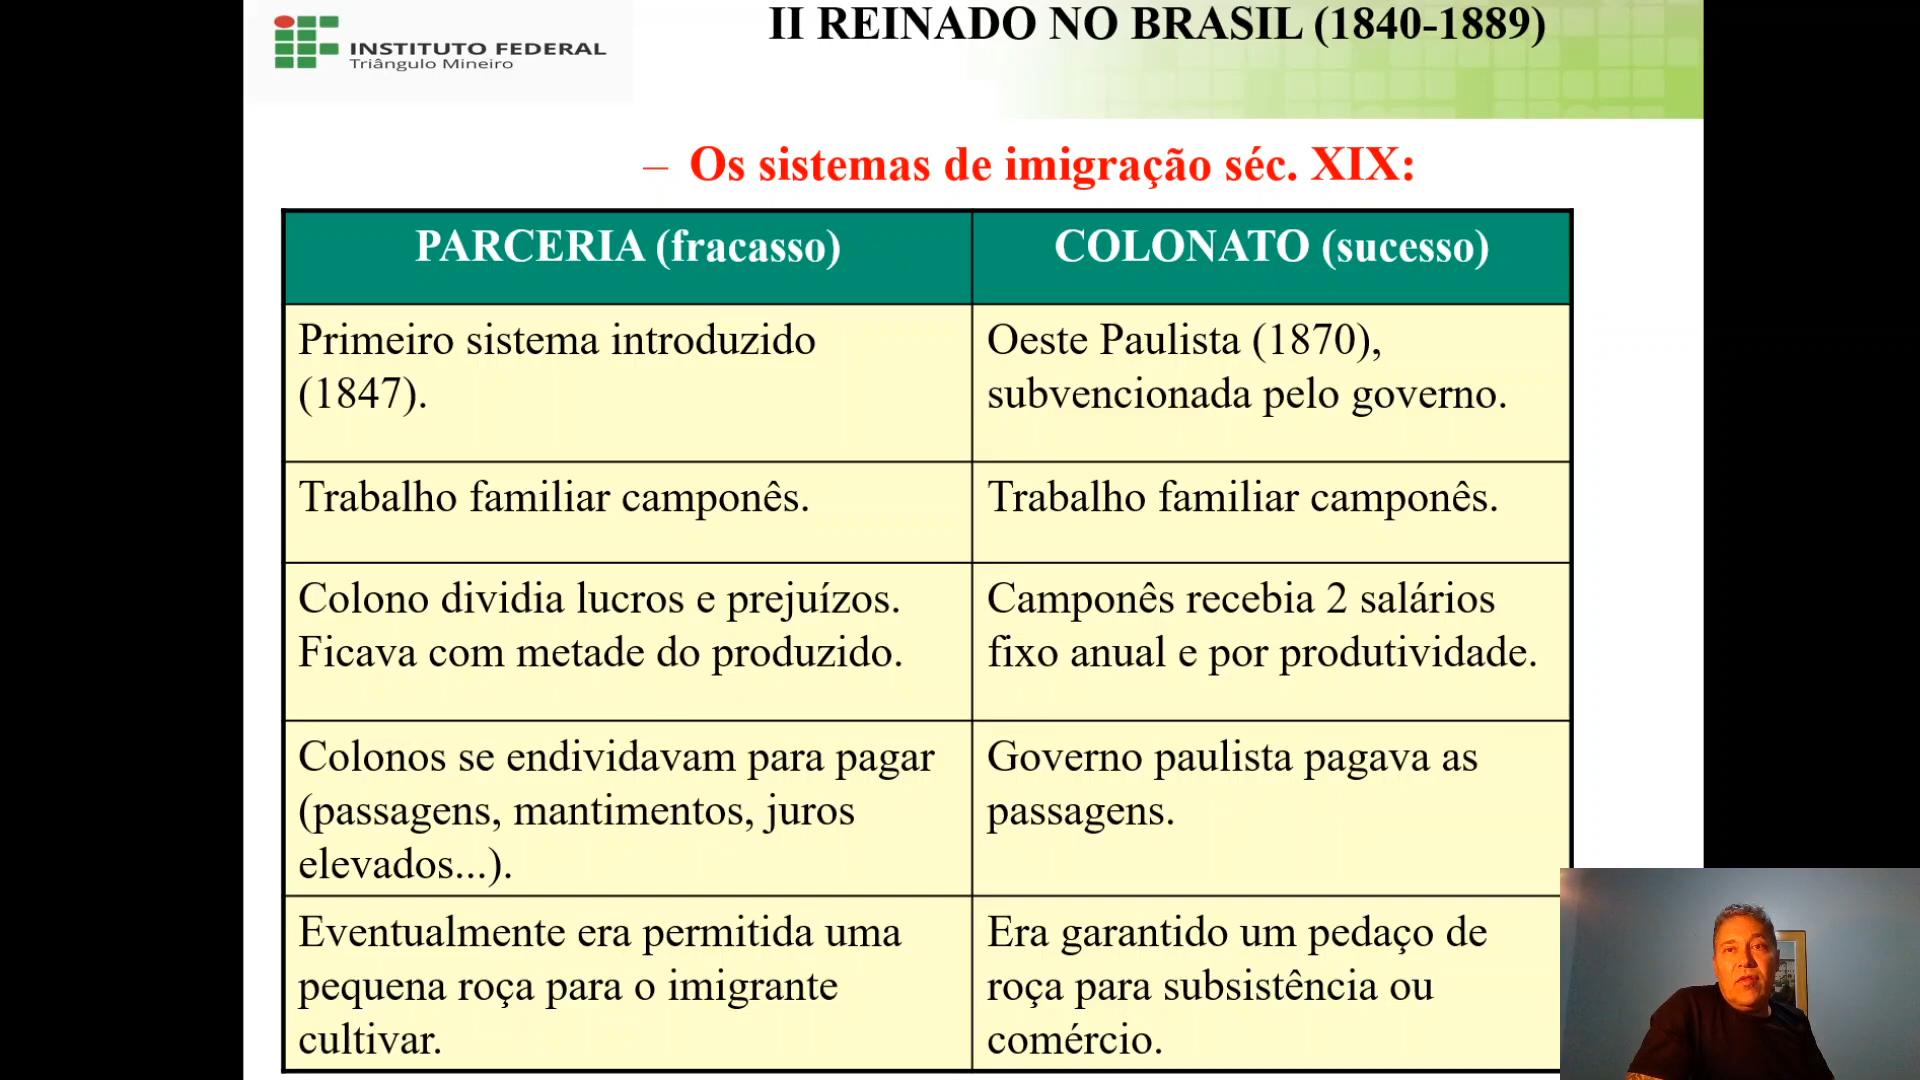 INSTITUTO FEDERAL
Triângulo Mineiro
II REINADO NO BRASIL (1840-1889)
– Os sistemas de imigração séc. XIX:
PARCERIA (fracasso)
COLONATO (sucesso)
Primeiro sistema introduzido
(1847).
Oeste Paulista (1870),
subvencionada pelo governo.
Trabalho familiar camponês.
Trabalho familiar camponês.
Colono dividia lucros e prejuízos.
Ficava com metade do produzido.
Camponês recebia 2 salários
fixo anual e por produtividade.
Colonos se endividavam para pagar
(passagens, mantimentos, juros
elevados...).
Governo paulista pagava as
passagens.
Eventualmente era permitida uma
pequena roça para o imigrante
cultivar.
Era garantido um pedaço de
roça para subsistência ou
comércio.